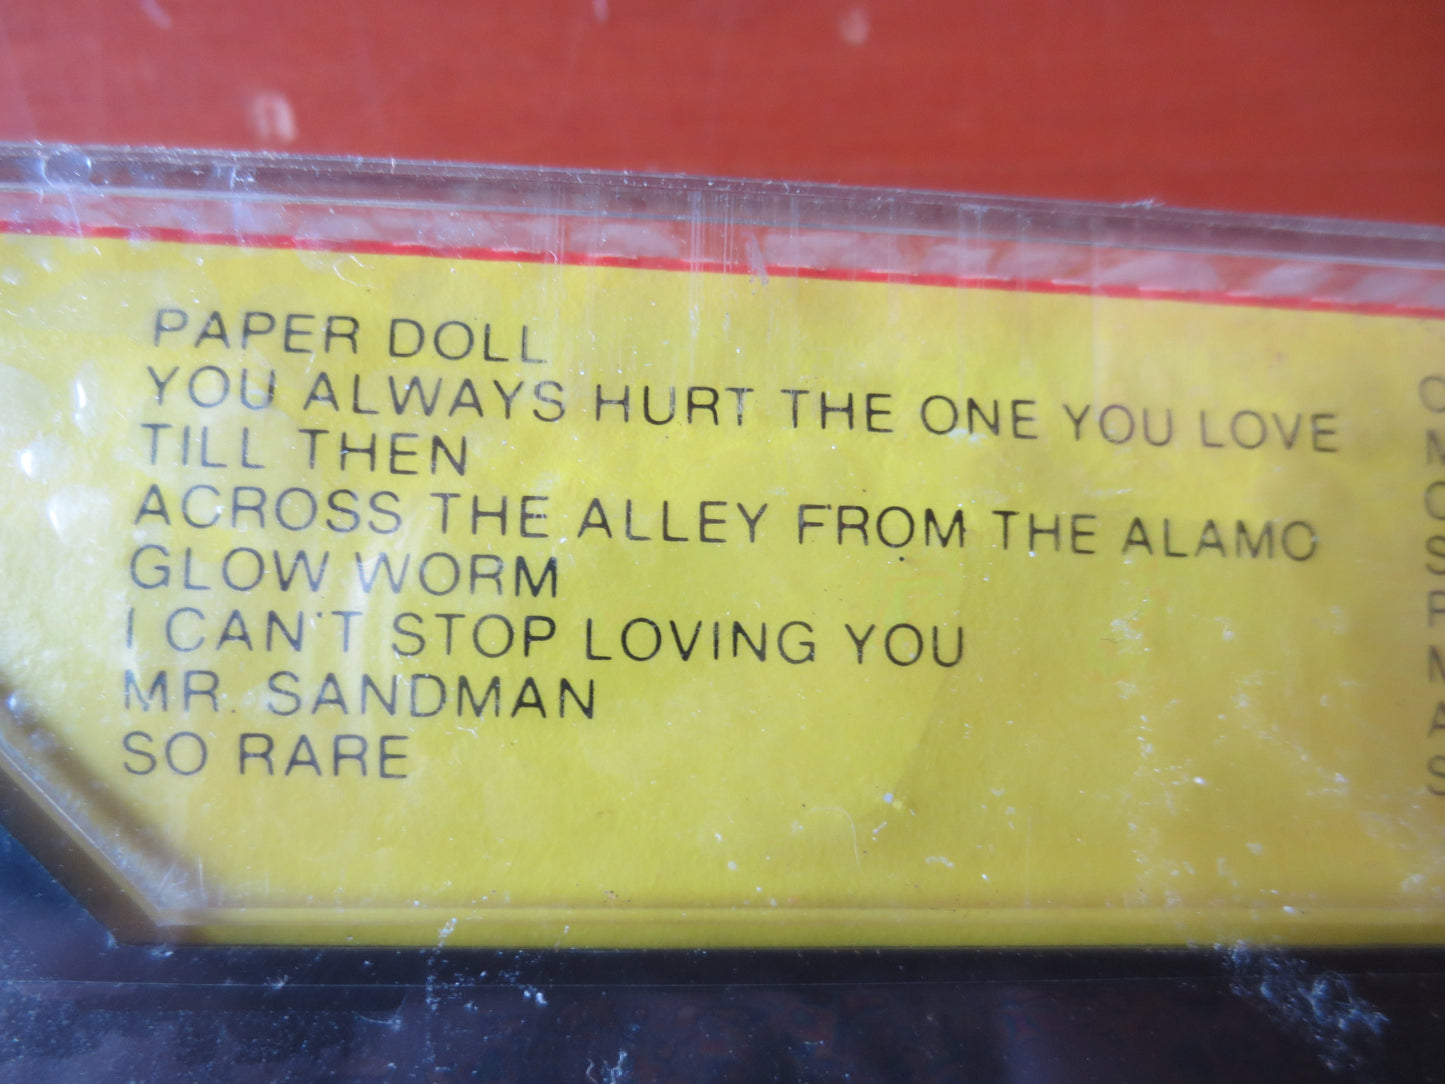 PAPER DOLL
YOU ALWAYS HURT THE ONE YOU LOVE
TILL THEN
ACROSS THE ALLEY FROM THE ALAMO
GLOW WORM
I CAN'T STOP LOVING YOU
MR. SANDMAN
SO RARE